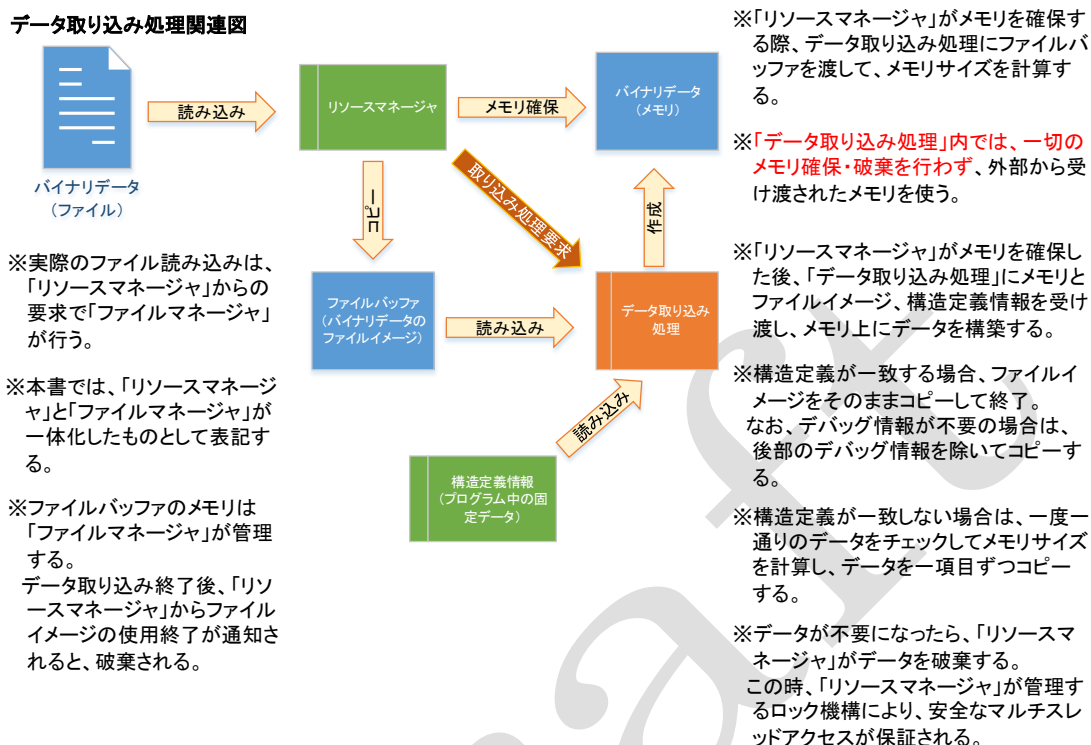 データ取り込み処理関連図
読み込み
リソースマネージャ
メモリ確保
バイナリデータ
（メモリ）
バイナリデータ
（ファイル）
コピー
取り込み処理要求
作成
ファイルバッファ
（バイナリデータの
ファイルイメージ）
読み込み
データ取り込み
処理
読み込み
構造定義情報
（プログラム中の固
定データ）
※実際のファイル読み込みは、
「リソースマネージャ」からの
要求で「ファイルマネージャ」
が行う。
※本書では、「リソースマネージ
ャ」と「ファイルマネージャ」が
一体化したものとして表記す
る。
※ファイルバッファのメモリは
「ファイルマネージャ」が管理
する。
データ取り込み終了後、「リソ
ースマネージャ」からファイル
イメージの使用終了が通知さ
れると、破棄される。
※「リソースマネージャ」がメモリを確保す
る際、データ取り込み処理にファイルバ
ッファを渡して、メモリサイズを計算す
る。
※「データ取り込み処理」内では、一切の
メモリ確保・破棄を行わず、外部から受
け渡されたメモリを使う。
※「リソースマネージャ」がメモリを確保し
た後、「データ取り込み処理」にメモリと
ファイルイメージ、構造定義情報を受け
渡し、メモリ上にデータを構築する。
※構造定義が一致する場合、ファイルイ
メージをそのままコピーして終了。
なお、デバッグ情報が不要の場合は、
後部のデバッグ情報を除いてコピーす
る。
※構造定義が一致しない場合は、一度一
通りのデータをチェックしてメモリサイズ
を計算し、データを一項目ずつコピー
する。
※データが不要になったら、「リソースマ
ネージャ」がデータを破棄する。
この時、「リソースマネージャ」が管理す
るロック機構により、安全なマルチスレ
ッドアクセスが保証される。